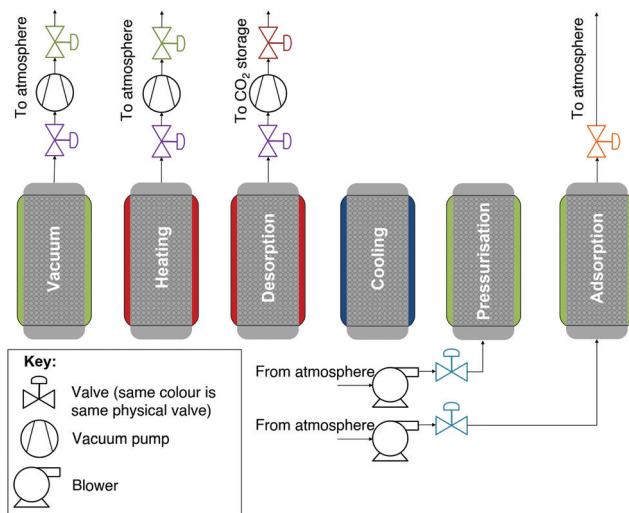 To atmosphere
To atmosphere
To CO2 storage
To atmosphere
Vacuum
Heating
Desorption
Cooling
Pressurisation
Adsorption
From atmosphere
From atmosphere
Key:
Valve (same colour is
same physical valve)
Vacuum pump
Blower